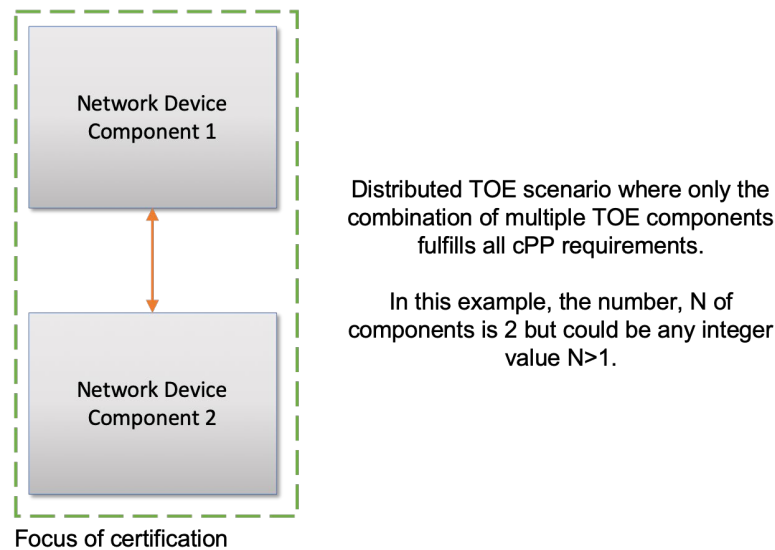 Network Device
Component 1
Distributed TOE scenario where only the
combination of multiple TOE components
fulfills all cPP requirements.
In this example, the number, N of
components is 2 but could be any integer
value N>1.
Network Device
Component 2
Focus of certification